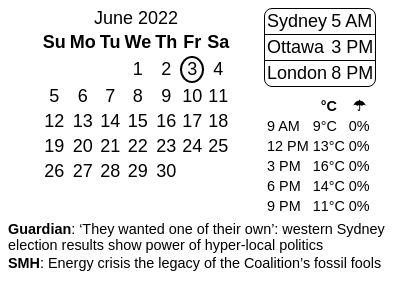 June 2022
Su Mo Tu We Th Fr Sa
1 2 3 4
5 6 7 8 9 10 11
12 13 14 15 16 17 18
19 20 21 22 23 24 25
26 27 28 29 30
Sydney 5 AM
Ottawa 3 PM
London 8 PM
°C ☂
9 AM 9°C 0%
12 PM 13°C 0%
3 PM 16°C 0%
6 PM 14°C 0%
9 PM 11°C 0%
Guardian: ‘They wanted one of their own’: western Sydney
election results show power of hyper-local politics
SMH: Energy crisis the legacy of the Coalition’s fossil fools